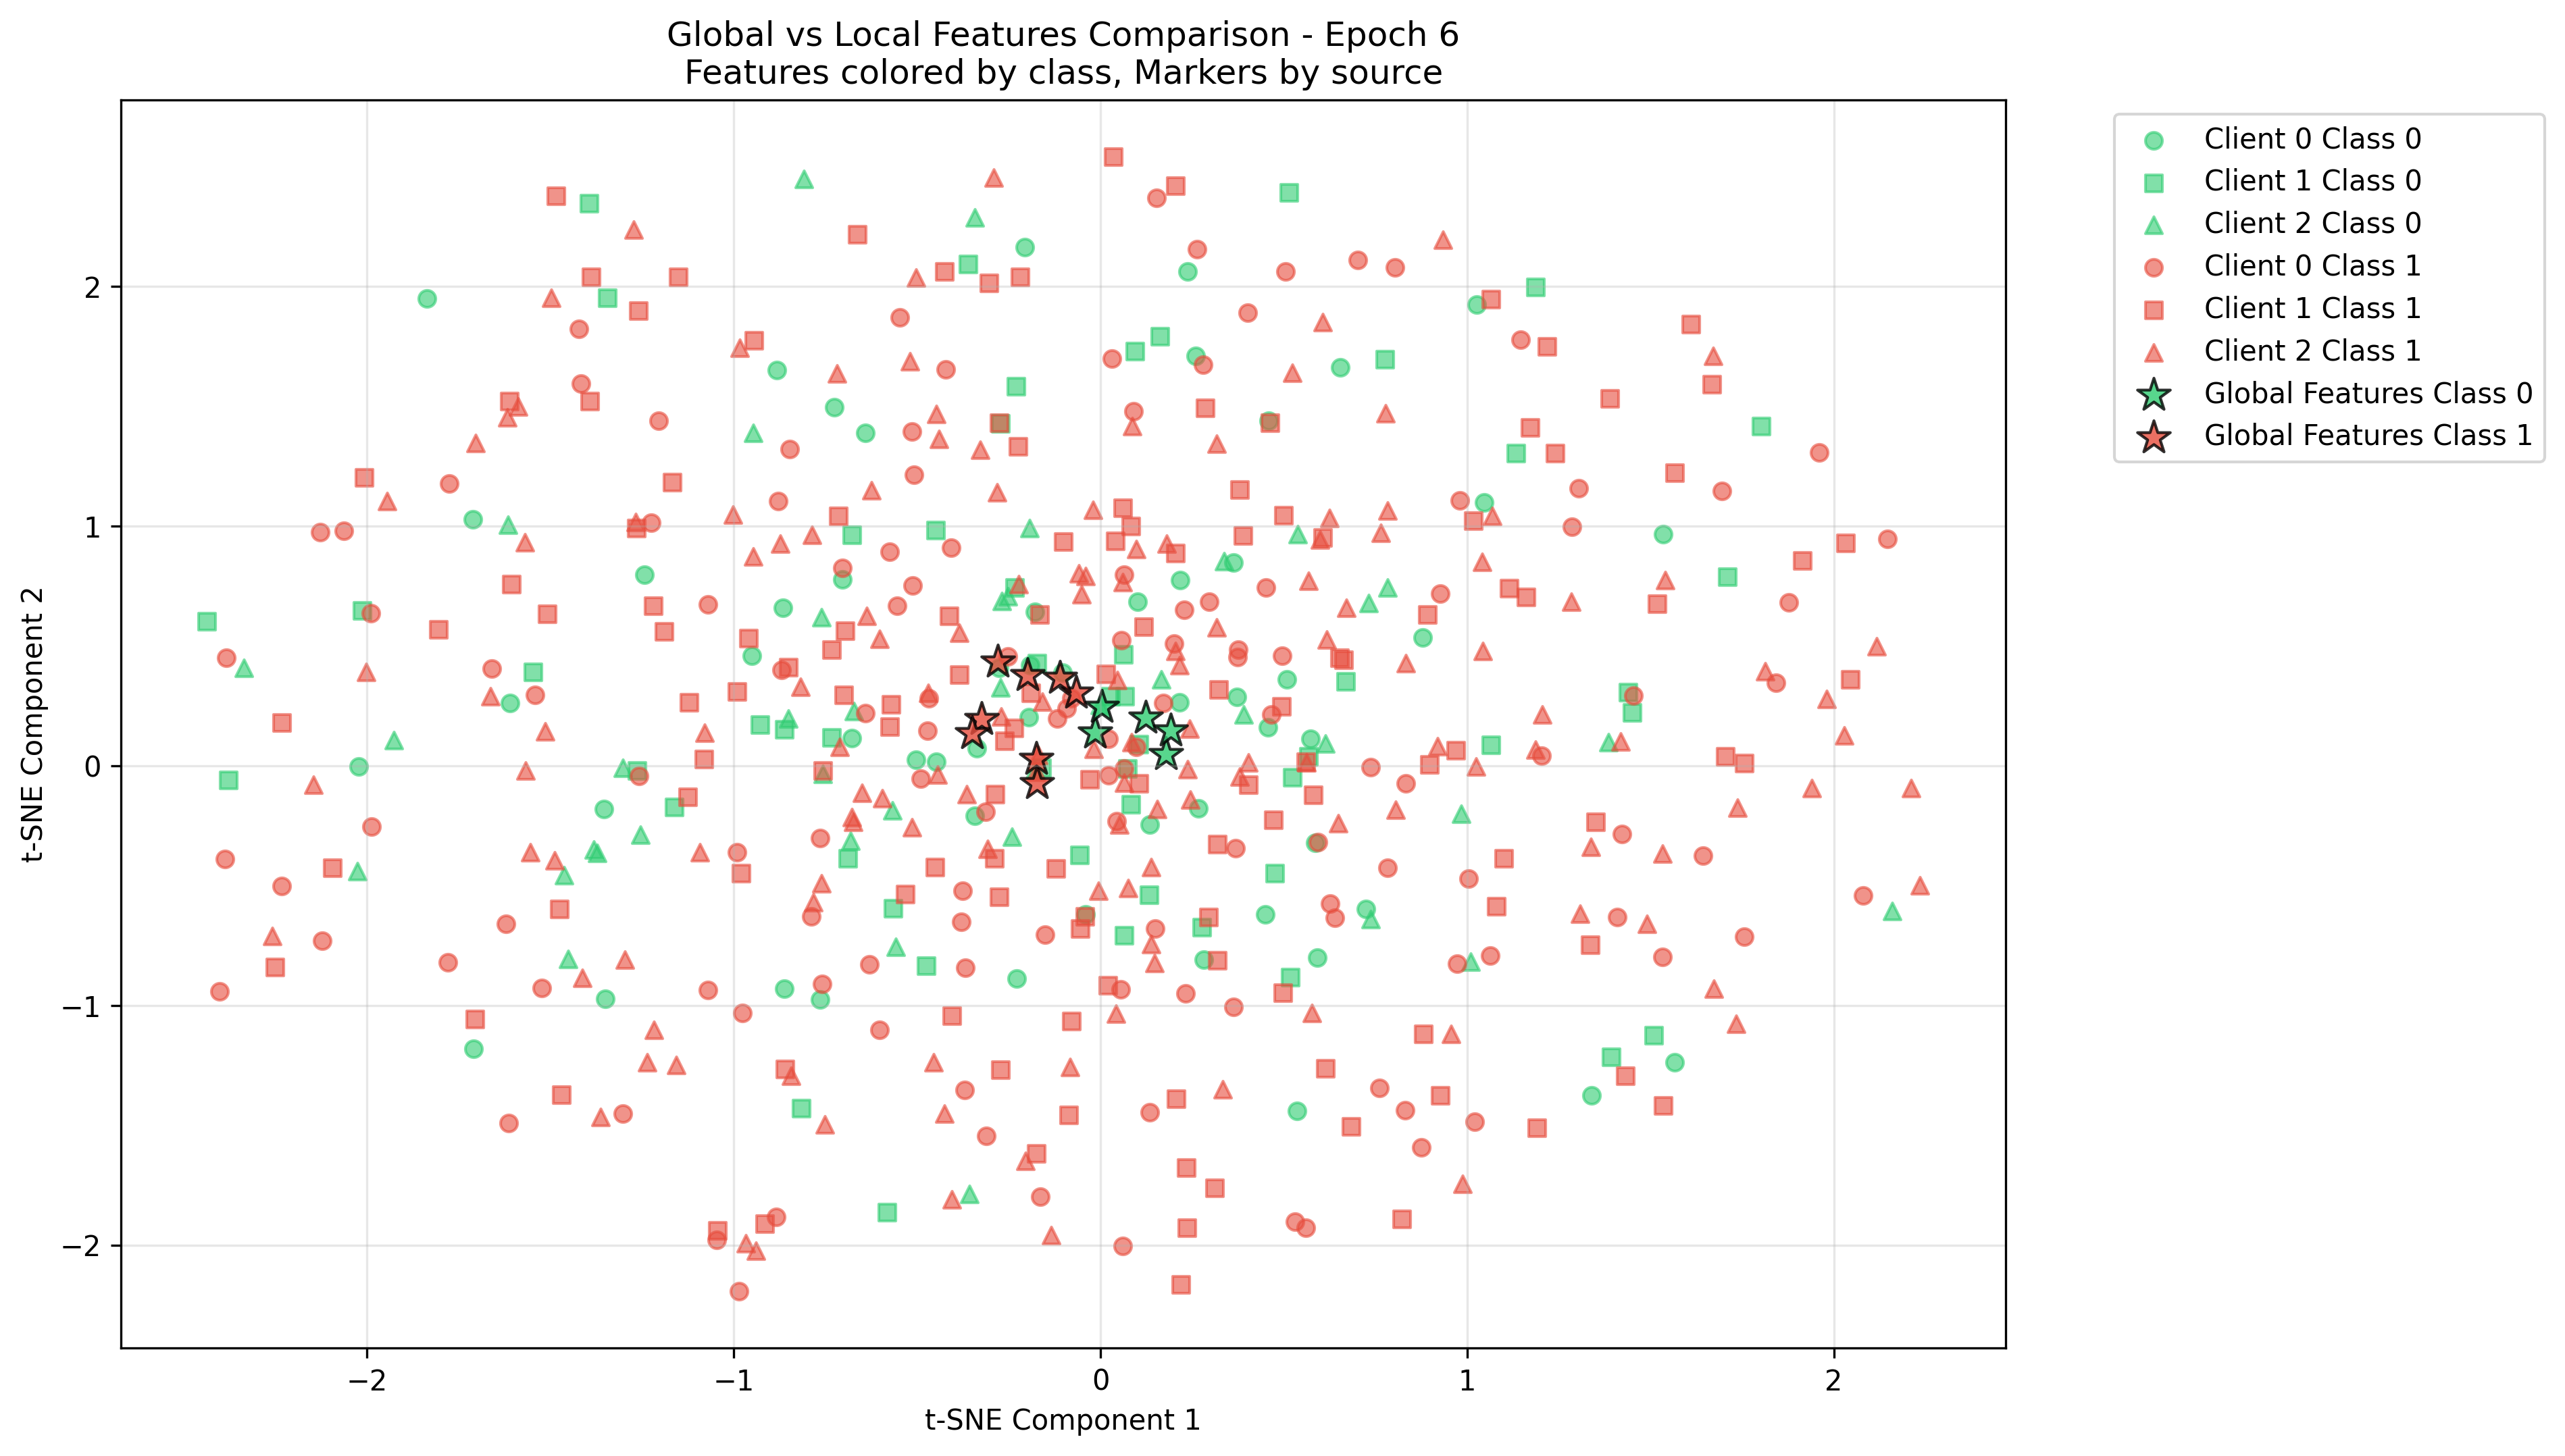 Global vs Local Features Comparison - Epoch 6
Features colored by class, Markers by source
Client 0 Class 0
Client 1 Class 0
Client 2 Class 0
Client 0 Class 1
Client 1 Class 1
Client 2 Class 1
Global Features Class 0
Global Features Class 1
t-SNE Component 2
2
1
0
−1
−2
−2
−1
0
1
2
t-SNE Component 1